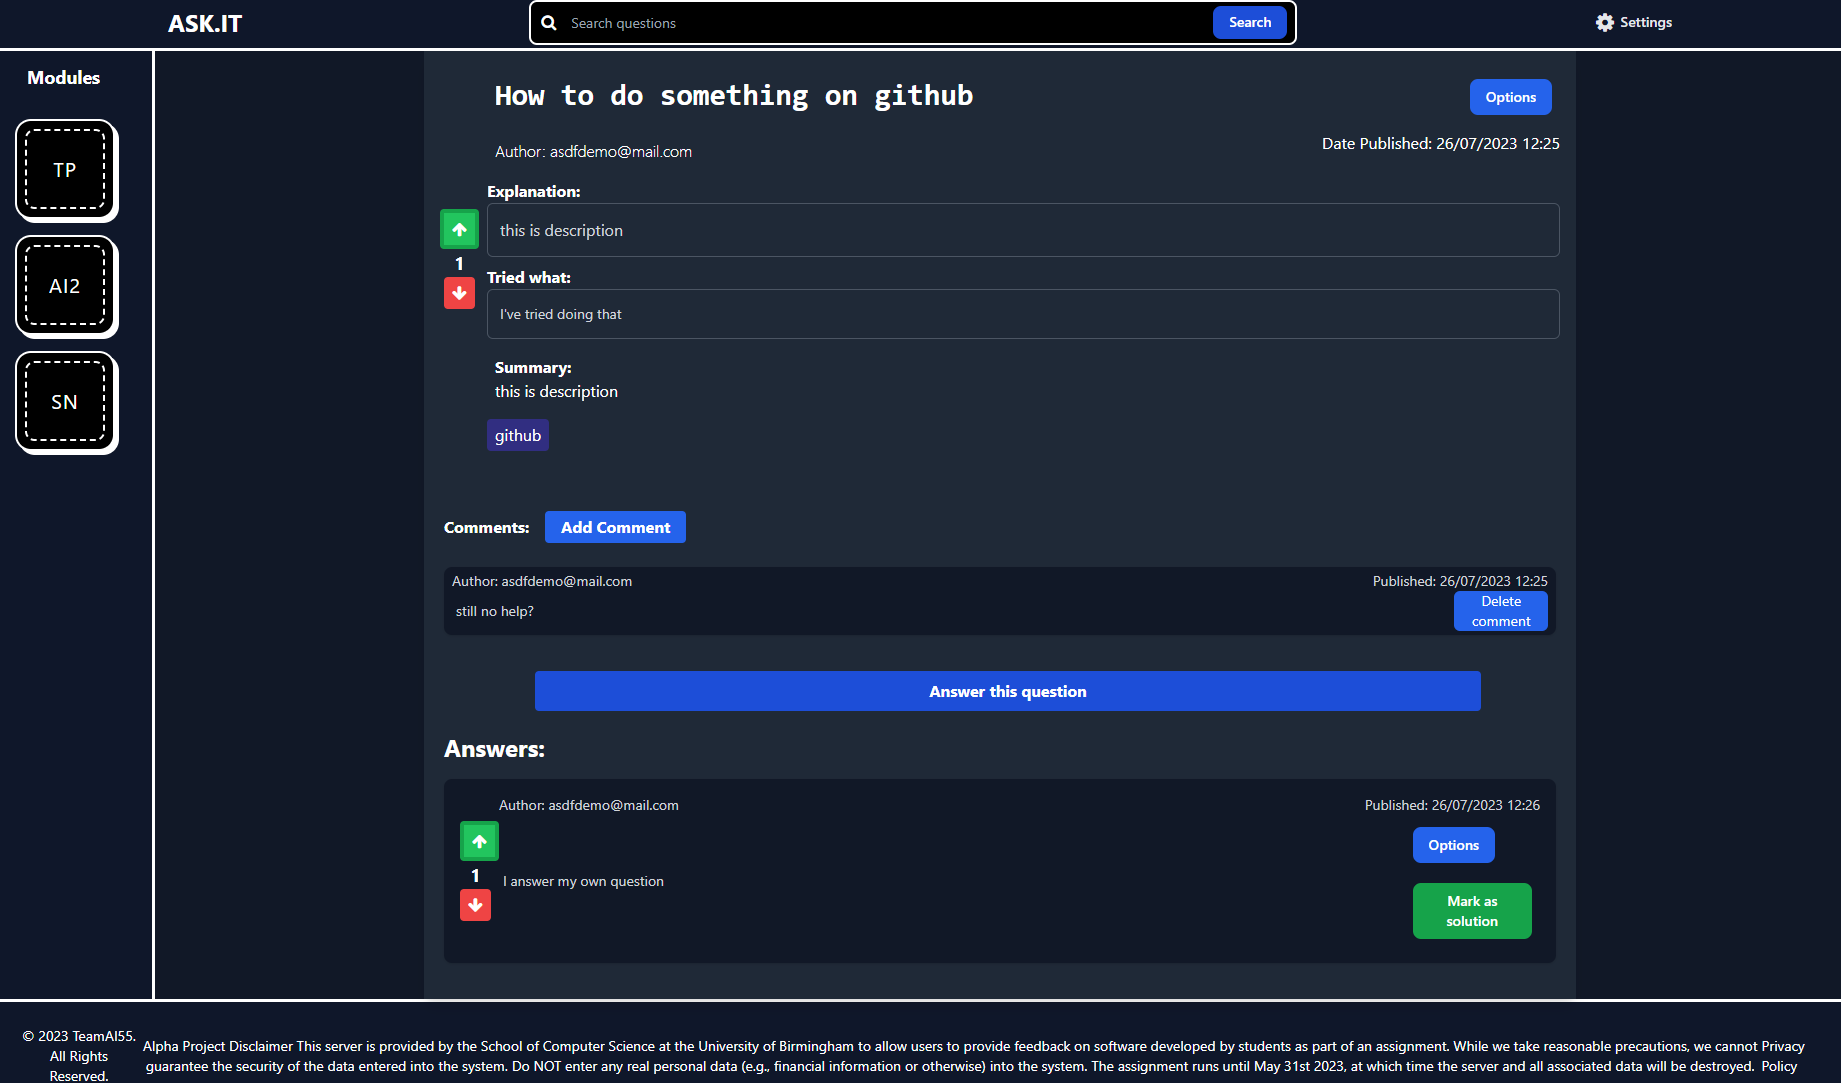 ASK.IT
Search questions
Search
Settings
Modules
TP
AI2
SN
How to do something on github
Options
Author: asdfdemo@mail.com
Date Published: 26/07/2023 12:25
Explanation:
this is description
1
Tried what:
I've tried doing that
Summary:
this is description
github
Comments:
Add Comment
Author: asdfdemo@mail.com
Published: 26/07/2023 12:25
still no help?
Delete
comment
Answer this question
Answers:
Author: asdfdemo@mail.com
Published: 26/07/2023 12:26
Options
1
I answer my own question
Mark as
solution
© 2023 TeamAI55.
All Rights
Reserved.
Alpha Project Disclaimer This server is provided by the School of Computer Science at the University of Birmingham to allow users to provide feedback on software developed by students as part of an assignment. While we take reasonable precautions, we cannot
guarantee the security of the data entered into the system. Do NOT enter any real personal data (e.g., financial information or otherwise) into the system. The assignment runs until May 31st 2023, at which time the server and all associated data will be destroyed.
Privacy
Policy